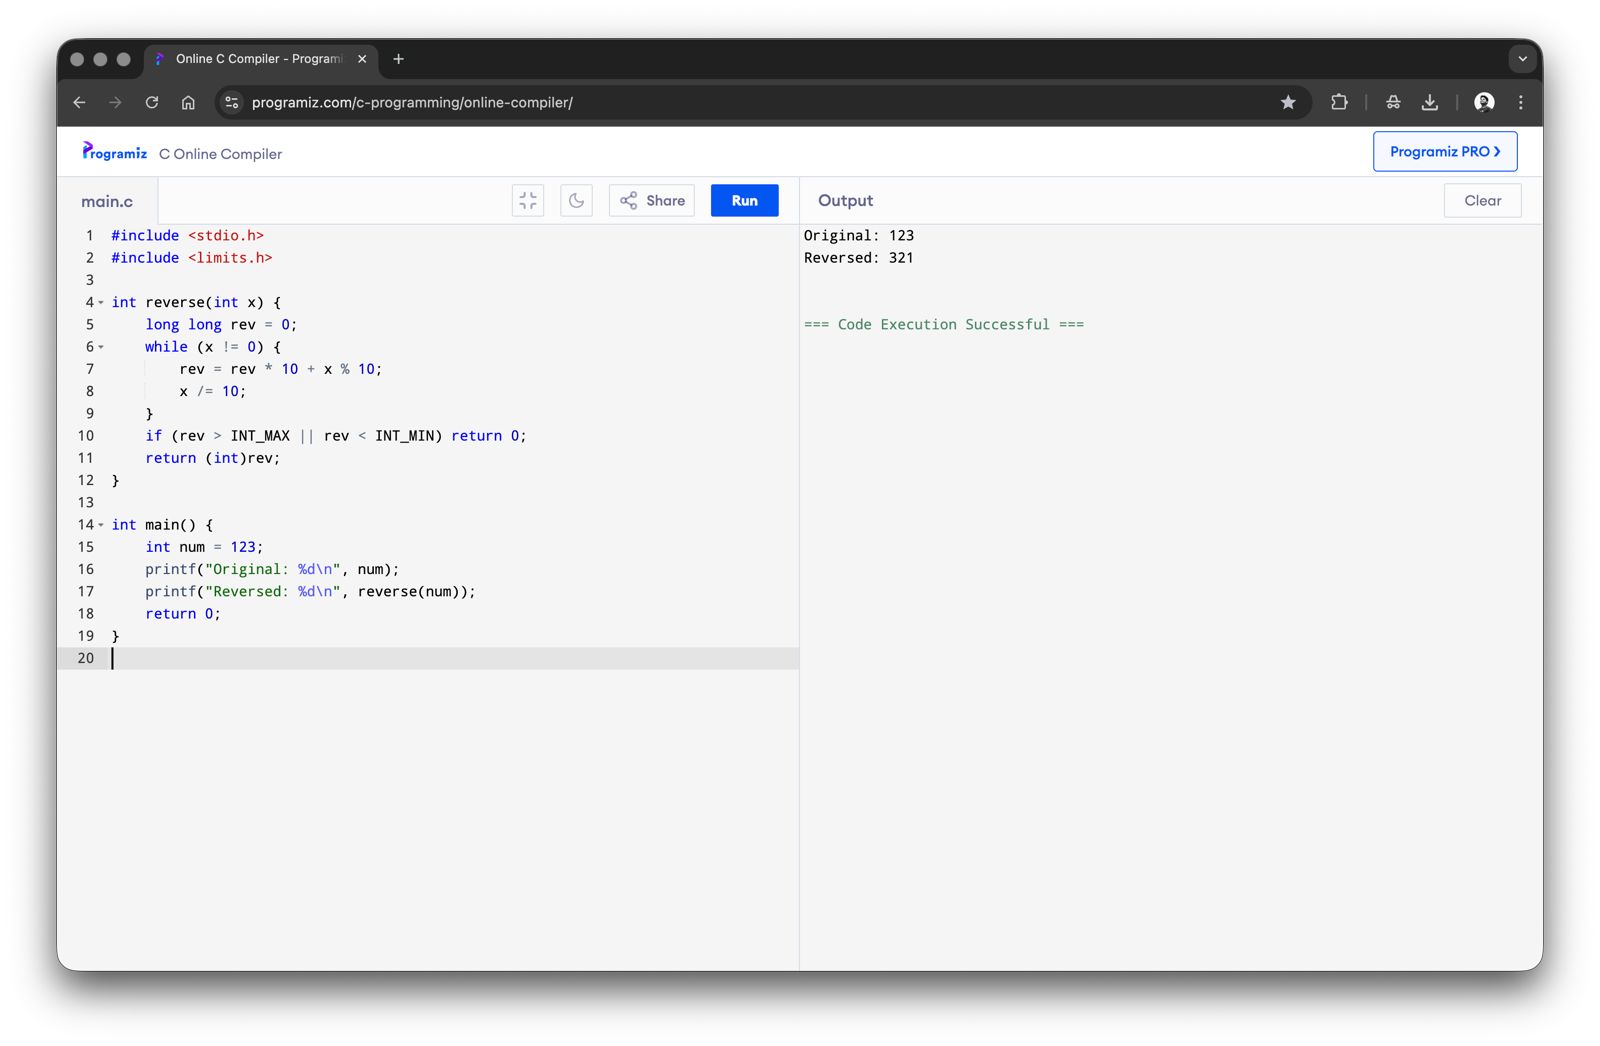 Online C Compiler - Programi
programiz.com/c-programming/online-compiler/
Programiz C Online Compiler
Programiz PRO
main.c
Share
Run
Output
Clear
1 #include <stdio.h>
2 #include <limits.h>
3
4 int reverse(int x) {
5 long long rev = 0;
6 while (x != 0) {
7 rev = rev * 10 + x % 10;
8 x /= 10;
9 }
10 if (rev > INT_MAX || rev < INT_MIN) return 0;
11 return (int)rev;
12 }
13
14 int main() {
15 int num = 123;
16 printf("Original: %d\n", num);
17 printf("Reversed: %d\n", reverse(num));
18 return 0;
19 }
20
Original: 123
Reversed: 321
=== Code Execution Successful ===